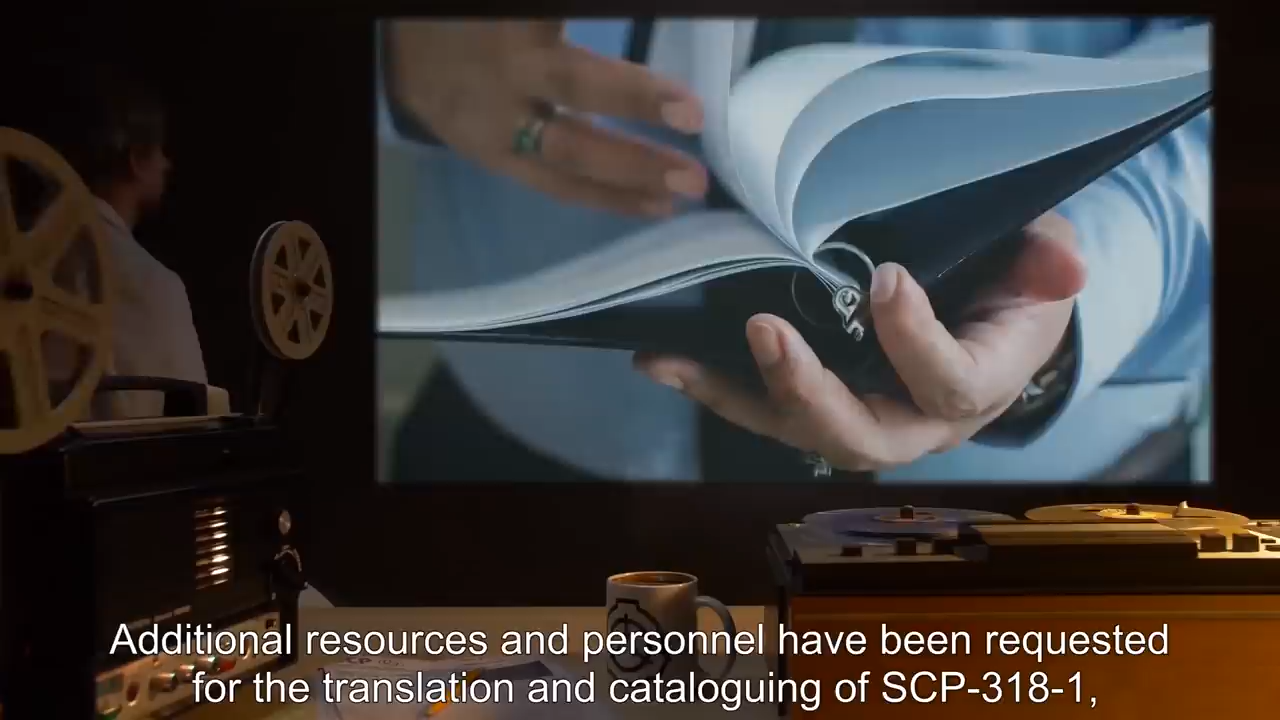 Additional resources and personnel have been requested
for the translation and cataloguing of SCP-318-1,